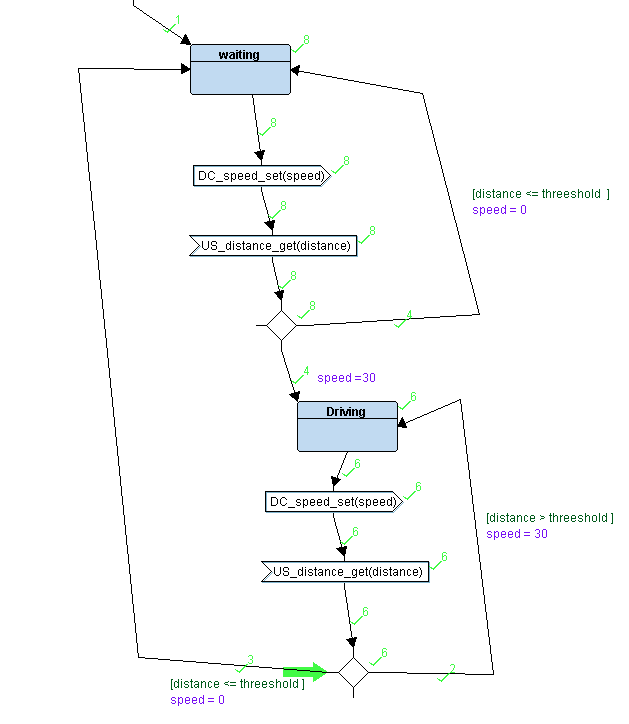 1
waiting
8
8
DC_speed_set(speed)
8
[distance <= threeshold ]
speed = 0
8
US_distance_get(distance)
8
8
8
4
4
speed =30
Driving
6
6
DC_speed_set(speed)
6
[distance > threeshold ]
speed = 30
6
US_distance_get(distance)
6
6
6
3
2
[distance <= threeshold ]
speed = 0